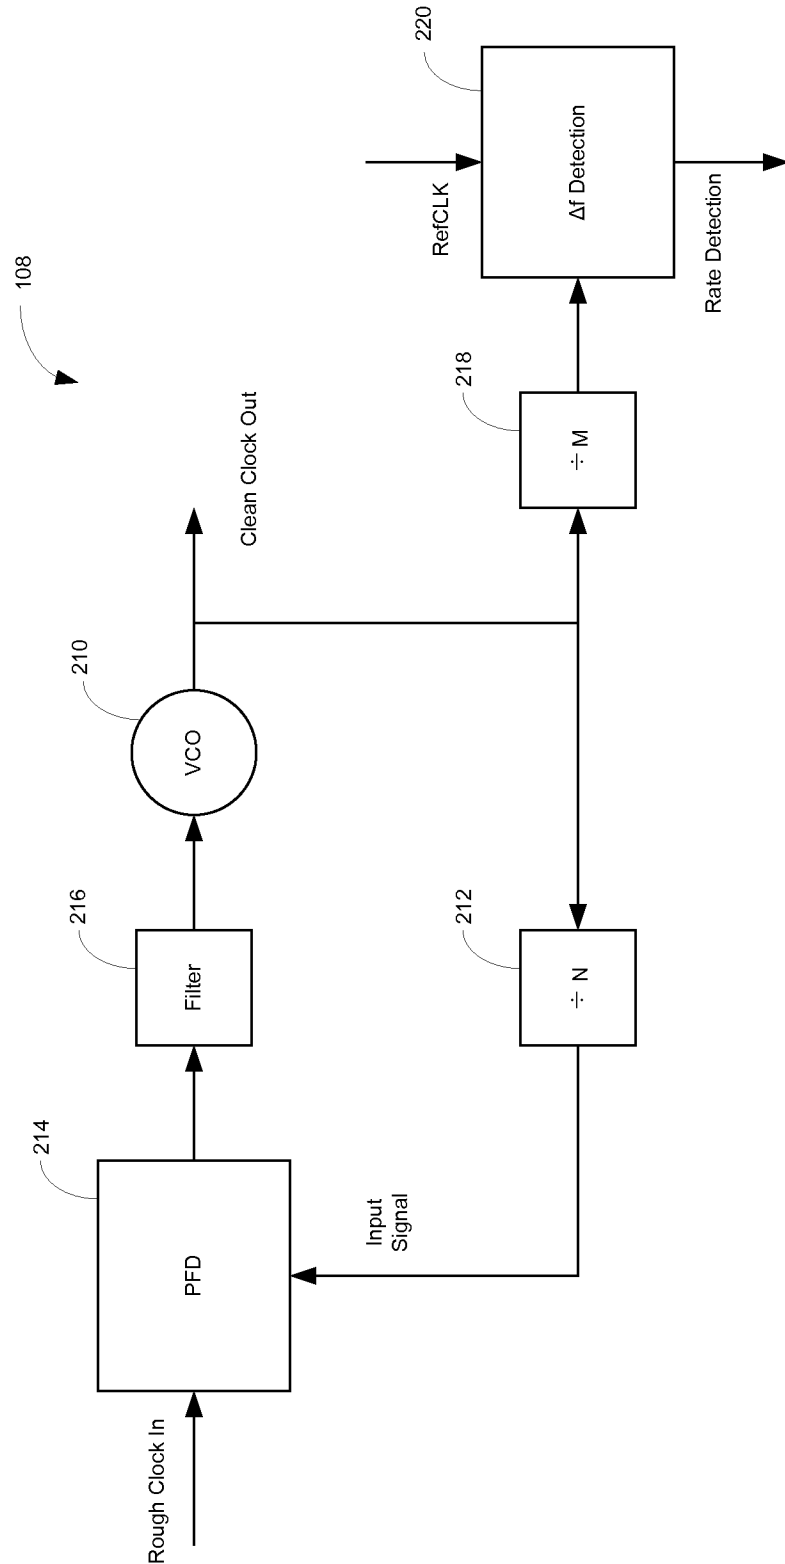 108
Rough Clock In
PFD
214
Filter
216
VCO
210
Clean Clock Out
Input
Signal
÷ N
212
÷ M
218
RefCLK
Δf Detection
220
Rate Detection